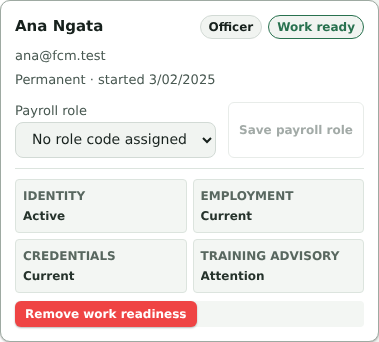 Ana Ngata
Officer
Work ready
ana@fcm.test
Permanent · started 3/02/2025
Payroll role
No role code assigned
Save payroll role
IDENTITY
Active
EMPLOYMENT
Current
CREDENTIALS
Current
TRAINING ADVISORY
Attention
Remove work readiness